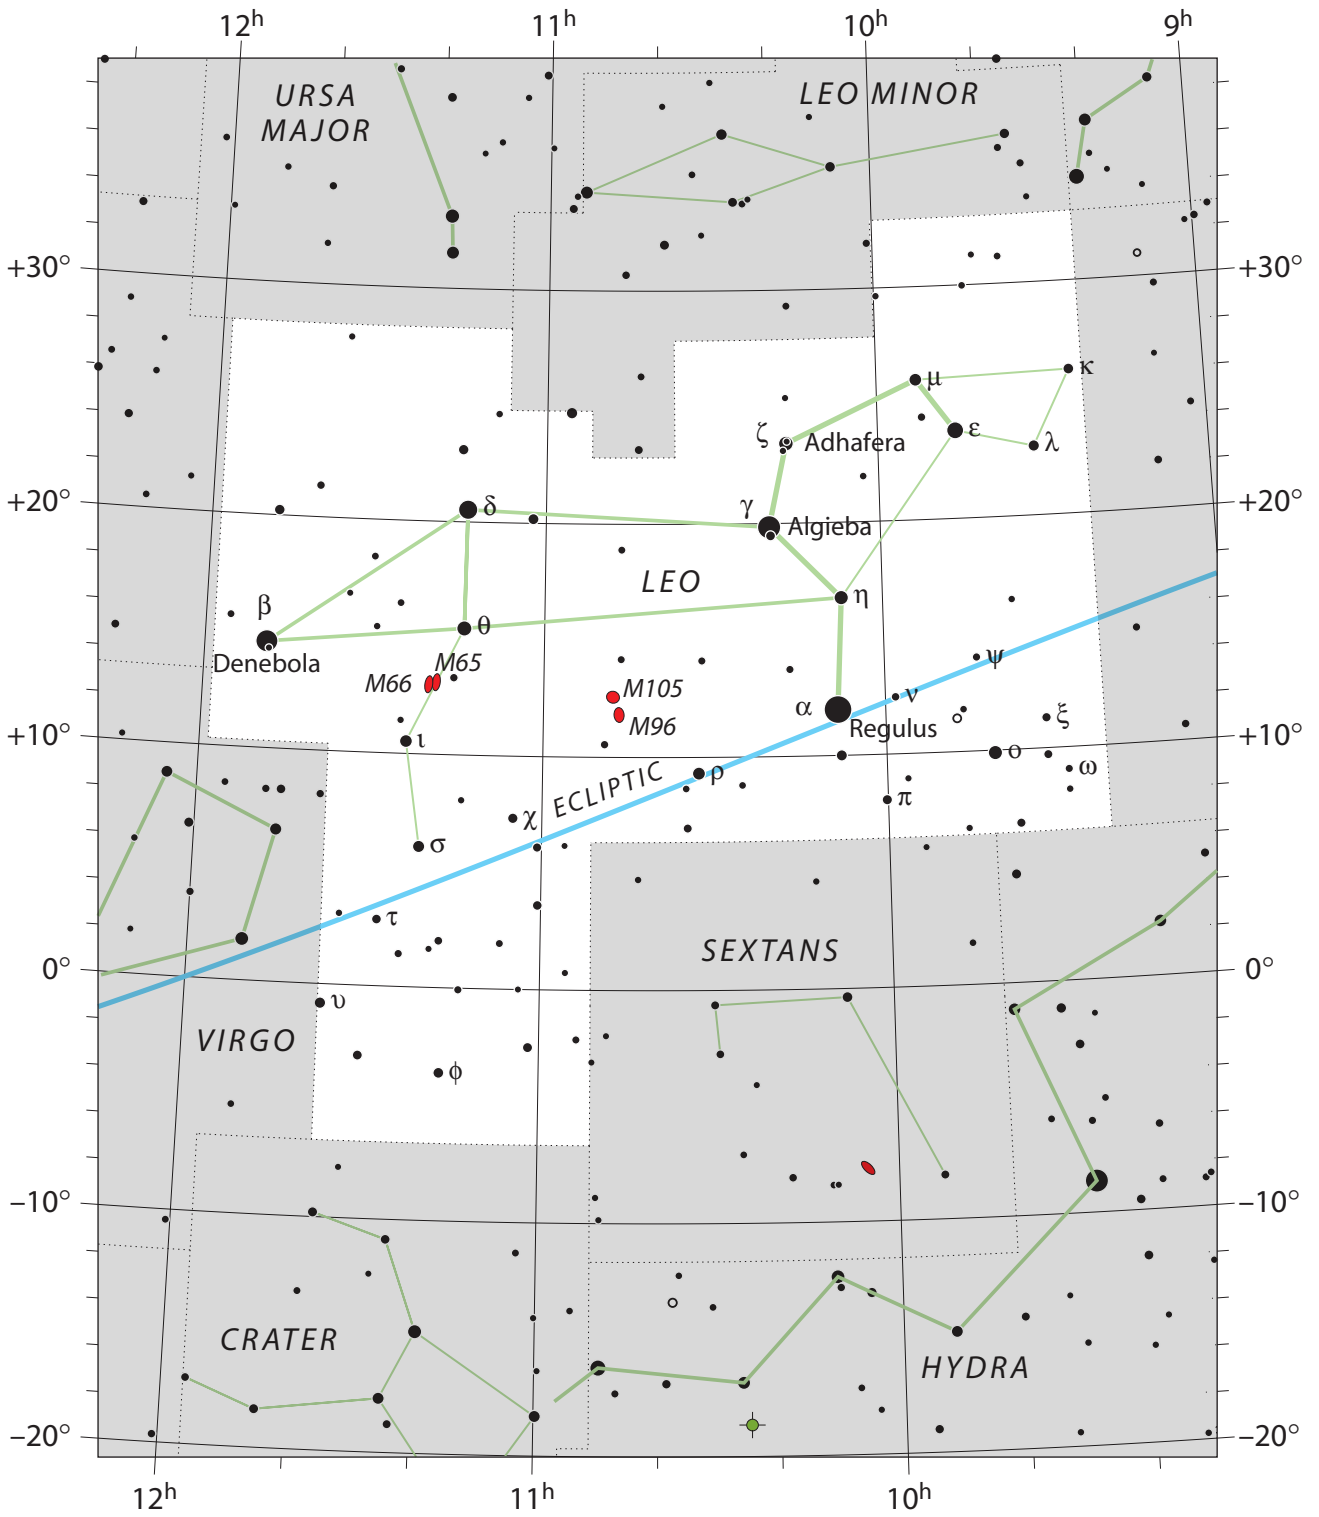 12h 11h 10h 9h
URSA
MAJOR
LEO MINOR
+30° +30°
μ κ
ζ Adhafera ε λ
+20° +20°
δ γ Algieba
LEO
β η
θ
Denebola M65 ψ
M66 M105 ν
α ξ
M96 Regulus
+10° ι +10°
ο
ρ ω
ECLIPTIC
π
χ
σ
τ
SEXTANS
0° 0°
υ
VIRGO
φ
–10° –10°
CRATER
HYDRA
–20° –20°
12h 11h 10h